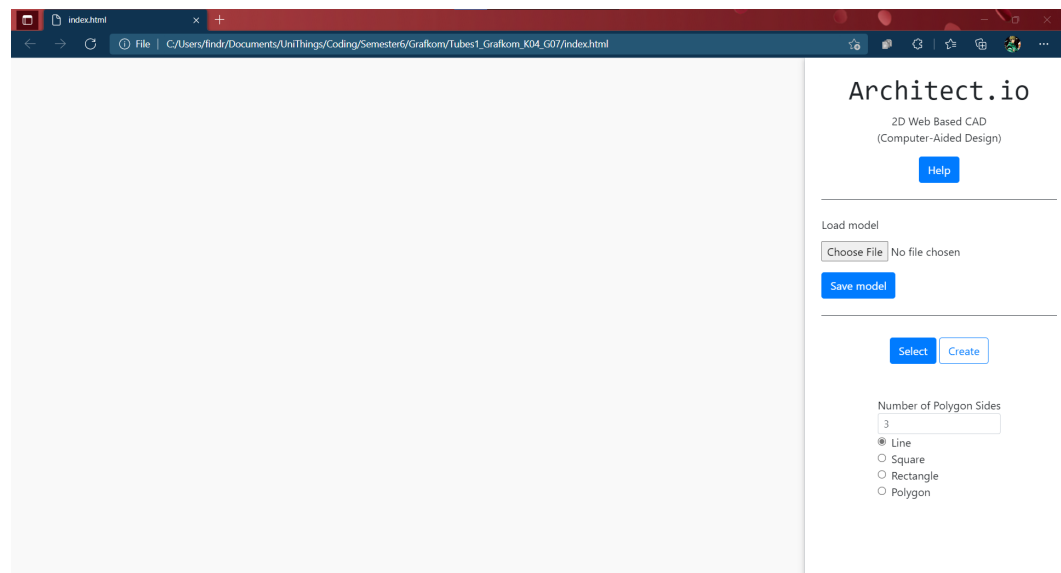 index.html
File | C:/Users/findr/Documents/UniThings/Coding/Semester6/Grafkom/Tubes1_Grafkom_K04_G07/index.html
Architect.io
2D Web Based CAD
(Computer-Aided Design)
Help
Load model
Choose File No file chosen
Save model
Select Create
Number of Polygon Sides
3
Line
Square
Rectangle
Polygon